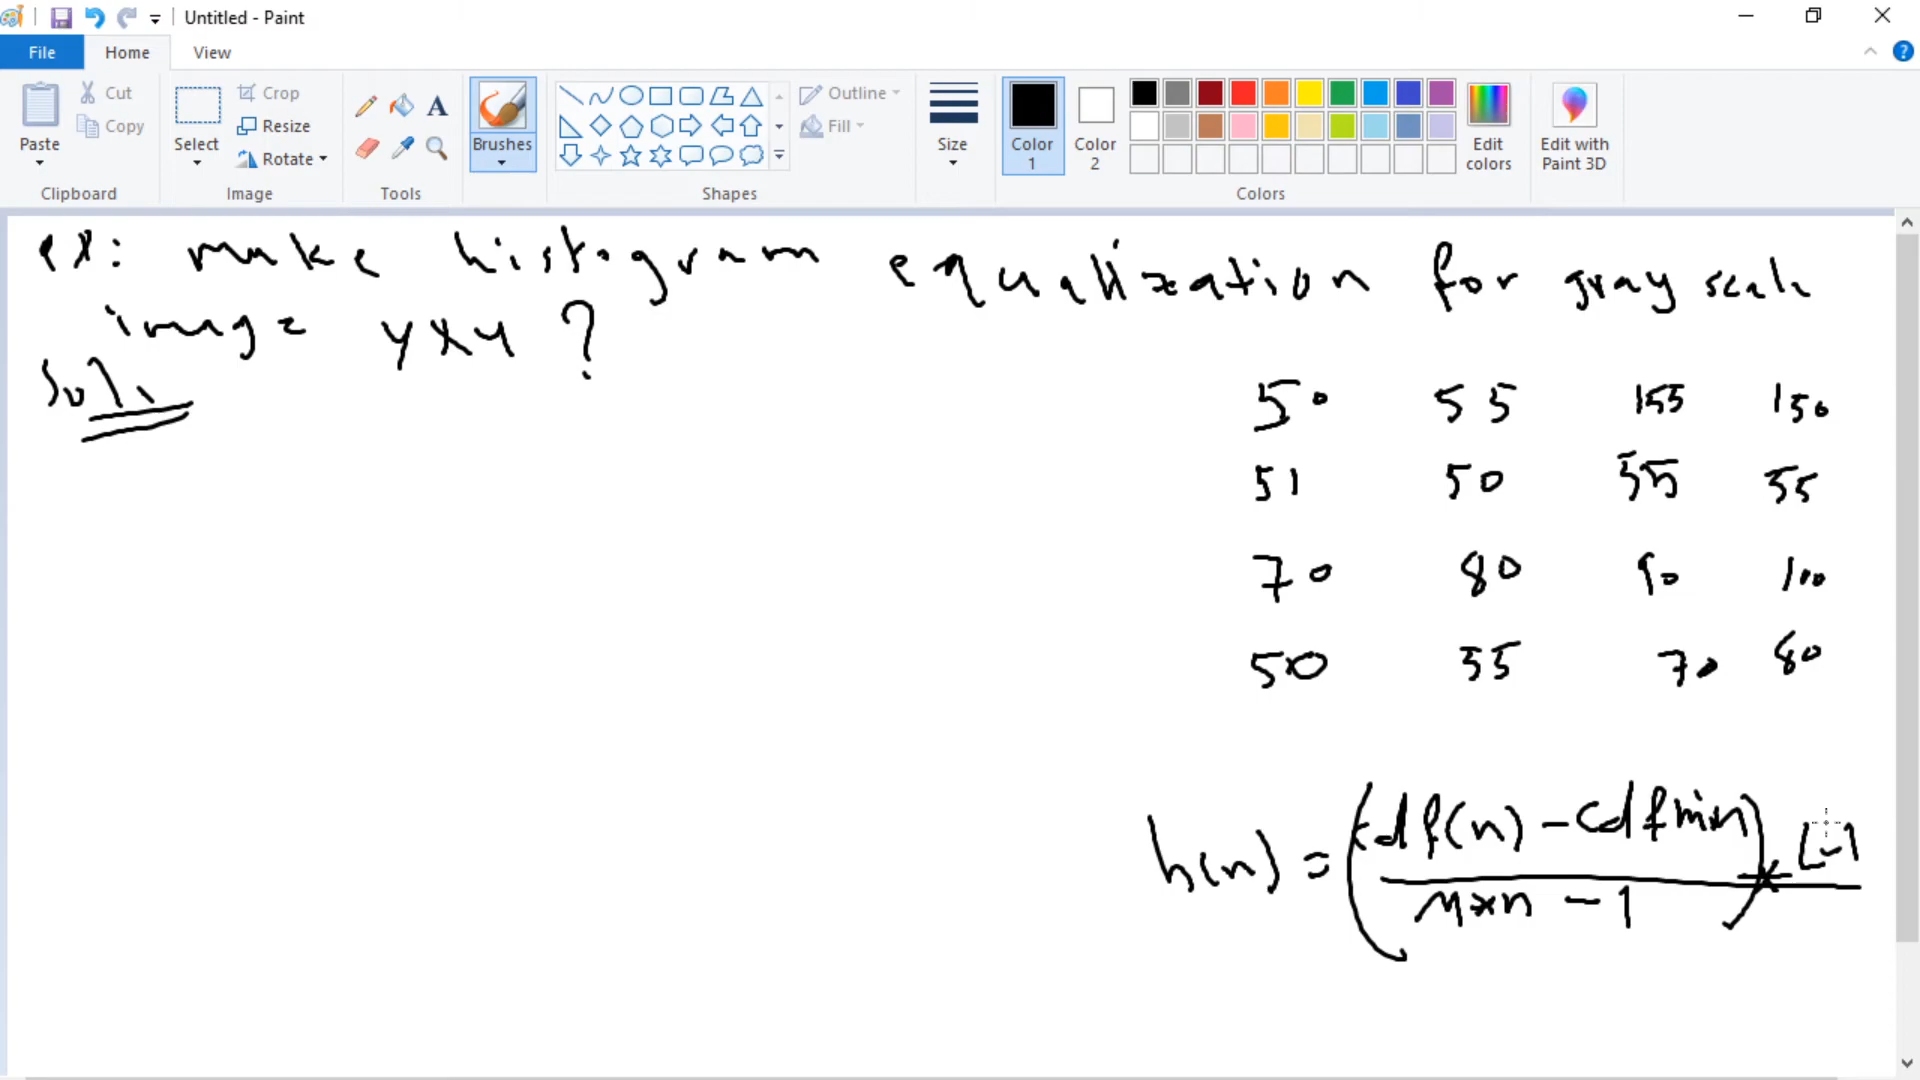 Untitled - Paint
File Home View
Cut
Copy
Paste
Clipboard
Crop
Resize
Rotate
Select
Image
A
Tools
Brushes
Outline
Fill
Shapes
Size
Color 1
Color 2
Edit colors
Edit with Paint 3D
Colors
ex: make histogram equalization for gray scale
image 4x4 ?
Sol:
50 55 155 150
51 50 55 55
70 80 90 100
50 55 70 80
h(n) = (cdf(n) - cdfmin / M*n - 1) * L-1